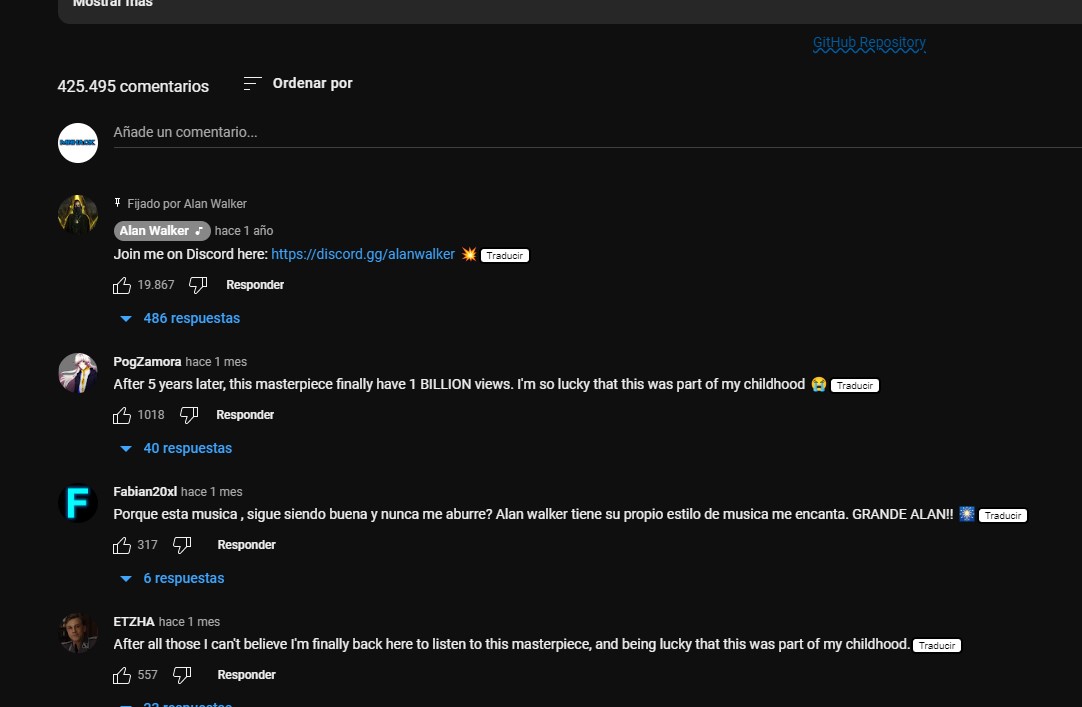 Mostrar más
GitHub Repository
425.495 comentarios
Ordenar por
Añade un comentario...
Fijado por Alan Walker
Alan Walker hace 1 año
Join me on Discord here: https://discord.gg/alanwalker 💥 Traducir
19.867 Responder
486 respuestas
PogZamora hace 1 mes
After 5 years later, this masterpiece finally have 1 BILLION views. I'm so lucky that this was part of my childhood 😭 Traducir
1018 Responder
40 respuestas
F
Fabian20xl hace 1 mes
Porque esta musica , sigue siendo buena y nunca me aburre? Alan walker tiene su propio estilo de musica me encanta. GRANDE ALAN!! 🎆 Traducir
317 Responder
6 respuestas
ETZHA hace 1 mes
After all those I can't believe I'm finally back here to listen to this masterpiece, and being lucky that this was part of my childhood. Traducir
557 Responder